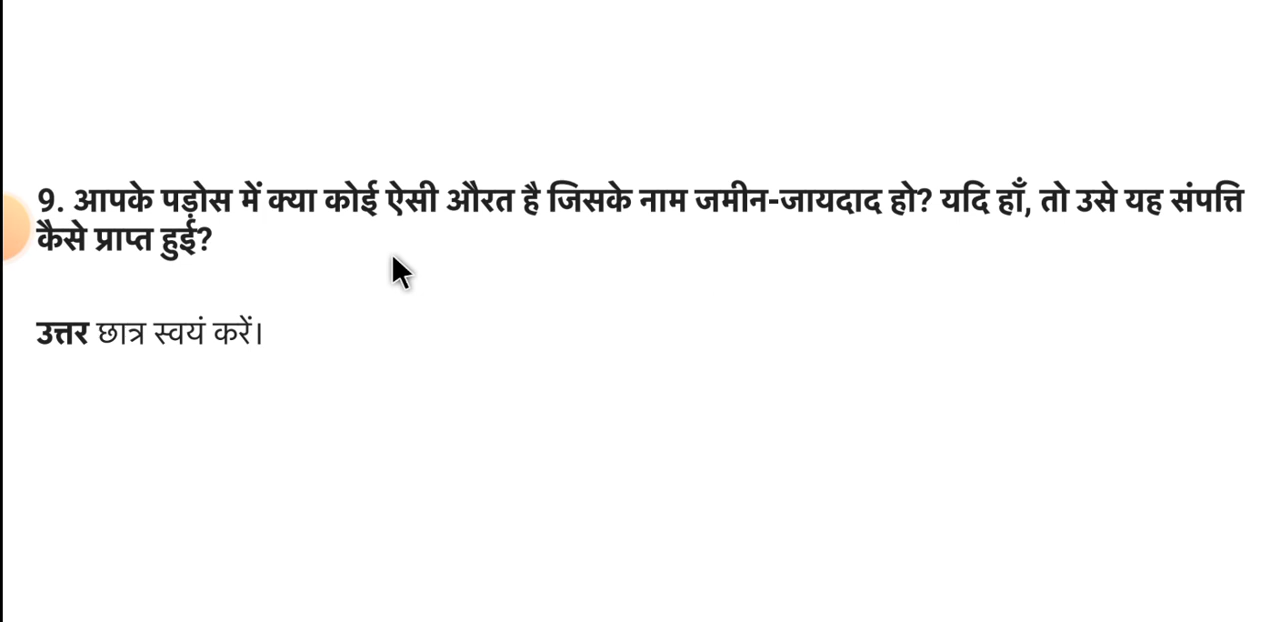 9. आपके पड़ोस में क्या कोई ऐसी औरत है जिसके नाम जमीन-जायदाद हो? यदि हाँ, तो उसे यह संपत्ति
कैसे प्राप्त हुई?
उत्तर छात्र स्वयं करें।